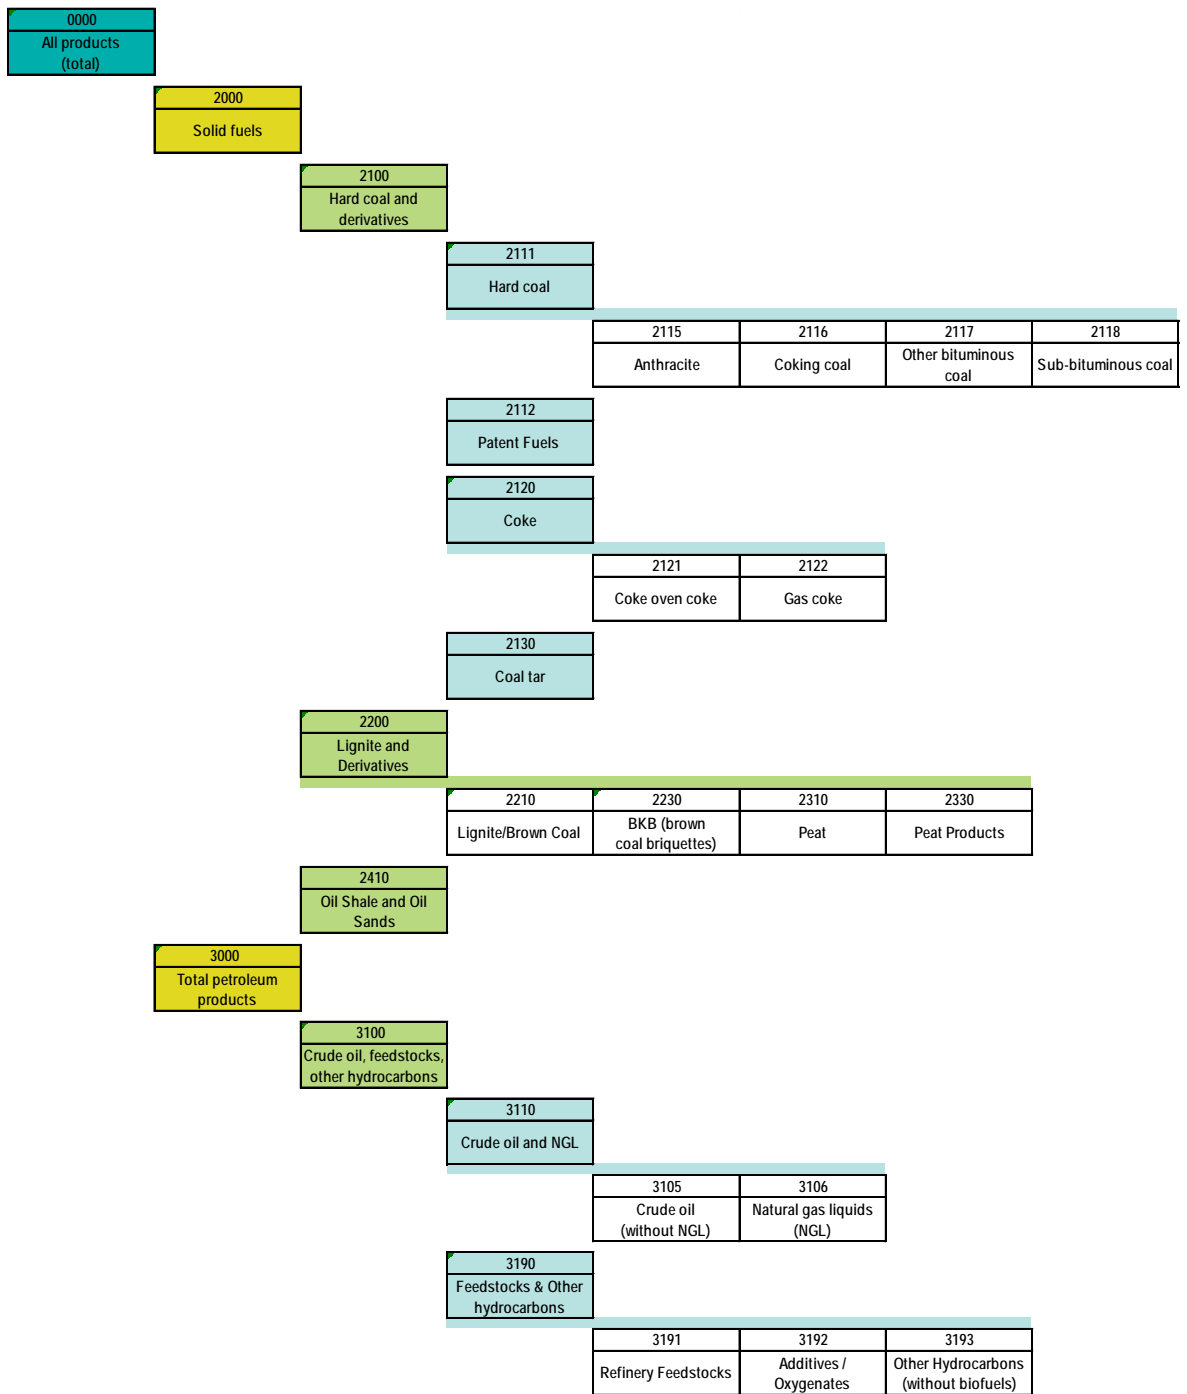 0000
All products
(total)
2000
Solid fuels
2100
Hard coal and
derivatives
2111
Hard coal
2115
Anthracite
2116
Coking coal
2117
Other bituminous
coal
2118
Sub-bituminous coal
2112
Patent Fuels
2120
Coke
2121
Coke oven coke
2122
Gas coke
2130
Coal tar
2200
Lignite and
Derivatives
2210
Lignite/Brown Coal
2230
BKB (brown
coal briquettes)
2310
Peat
2330
Peat Products
2410
Oil Shale and Oil
Sands
3000
Total petroleum
products
3100
Crude oil, feedstocks,
other hydrocarbons
3110
Crude oil and NGL
3105
Crude oil
(without NGL)
3106
Natural gas liquids
(NGL)
3190
Feedstocks & Other
hydrocarbons
3191
Refinery Feedstocks
3192
Additives /
Oxygenates
3193
Other Hydrocarbons
(without biofuels)